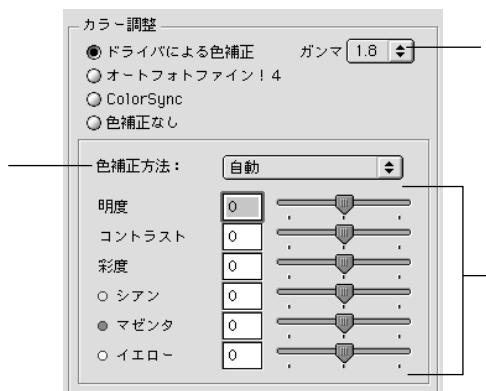 カラー調整
ドライバによる色補正 ガンマ 1.8
オートフォトファイン！4
ColorSync
色補正なし
色補正方法： 自動
明度 0
コントラスト 0
彩度 0
シアン 0
マゼンタ 0
イエロー 0